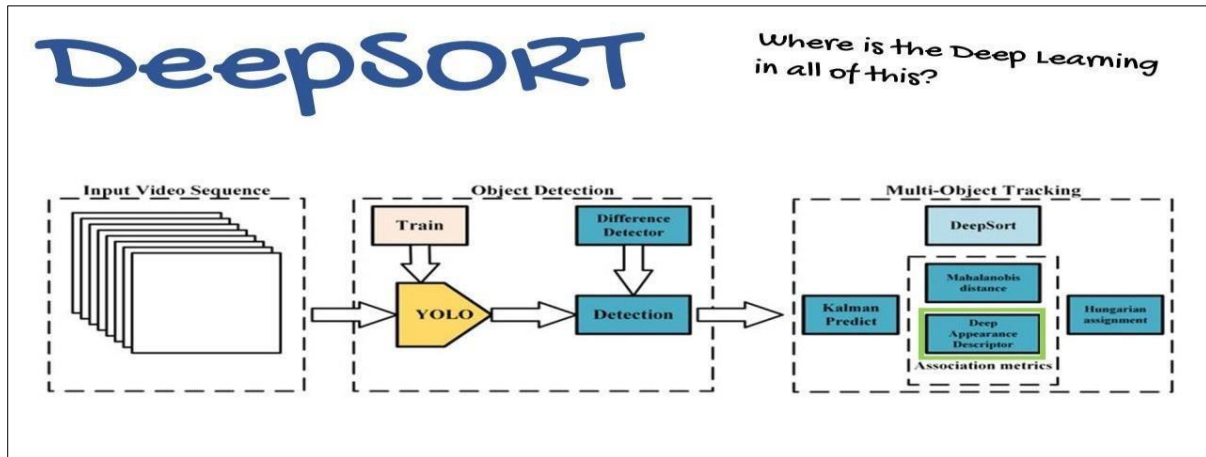 DeepSORT
Where is the Deep Learning
in all of this?
Input Video Sequence
Object Detection
Train
Difference
Detector
YOLO
Detection
Multi-Object Tracking
DeepSort
Mahalanobis
distance
Kalman
Predict
Deep
Appearance
Descriptor
Hungarian
assignment
Association metrics